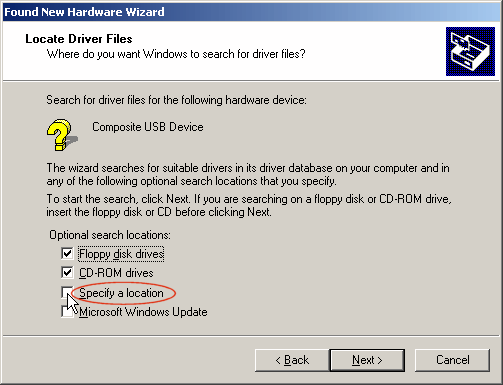 Found New Hardware Wizard
Locate Driver Files
Where do you want Windows to search for driver files?
Search for driver files for the following hardware device:
Composite USB Device
The wizard searches for suitable drivers in its driver database on your computer and in
any of the following optional search locations that you specify.
To start the search, click Next. If you are searching on a floppy disk or CD-ROM drive,
insert the floppy disk or CD before clicking Next.
Optional search locations:
Floppy disk drives
CD-ROM drives
Specify a location
Microsoft Windows Update
< Back
Next >
Cancel